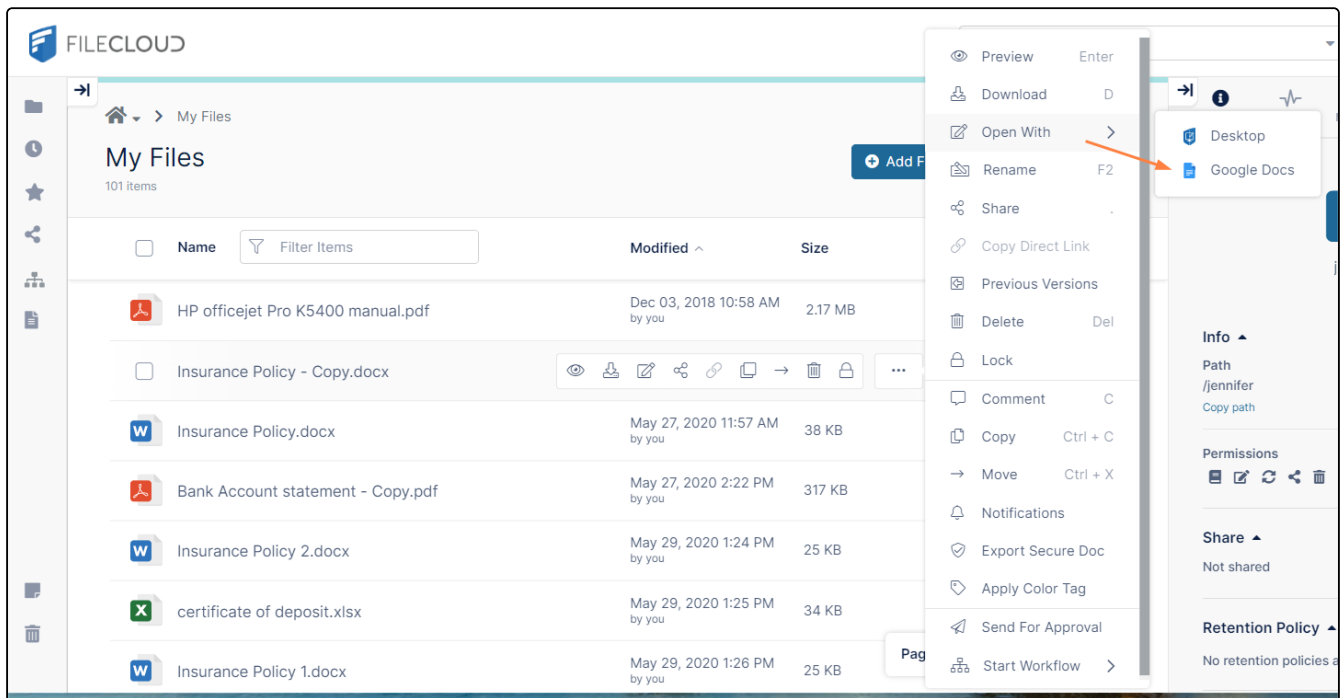 FILECLOUD
My Files
My Files
101 items
Add F
Name
Filter Items
Modified
Size
HP officejet Pro K5400 manual.pdf
Dec 03, 2018 10:58 AM
by you
2.17 MB
Insurance Policy - Copy.docx
Insurance Policy.docx
May 27, 2020 11:57 AM
by you
38 KB
Bank Account statement - Copy.pdf
May 27, 2020 2:22 PM
by you
317 KB
Insurance Policy 2.docx
May 29, 2020 1:24 PM
by you
25 KB
certificate of deposit.xlsx
May 29, 2020 1:25 PM
by you
34 KB
Insurance Policy 1.docx
May 29, 2020 1:26 PM
by you
25 KB
Pag
Preview Enter
Download D
Open With
Rename F2
Share .
Copy Direct Link
Previous Versions
Delete Del
Lock
Comment C
Copy Ctrl + C
Move Ctrl + X
Notifications
Export Secure Doc
Apply Color Tag
Send For Approval
Start Workflow
Desktop
Google Docs
j
Info
Path
/jennifer
Copy path
Permissions
Share
Not shared
Retention Policy
No retention policies a